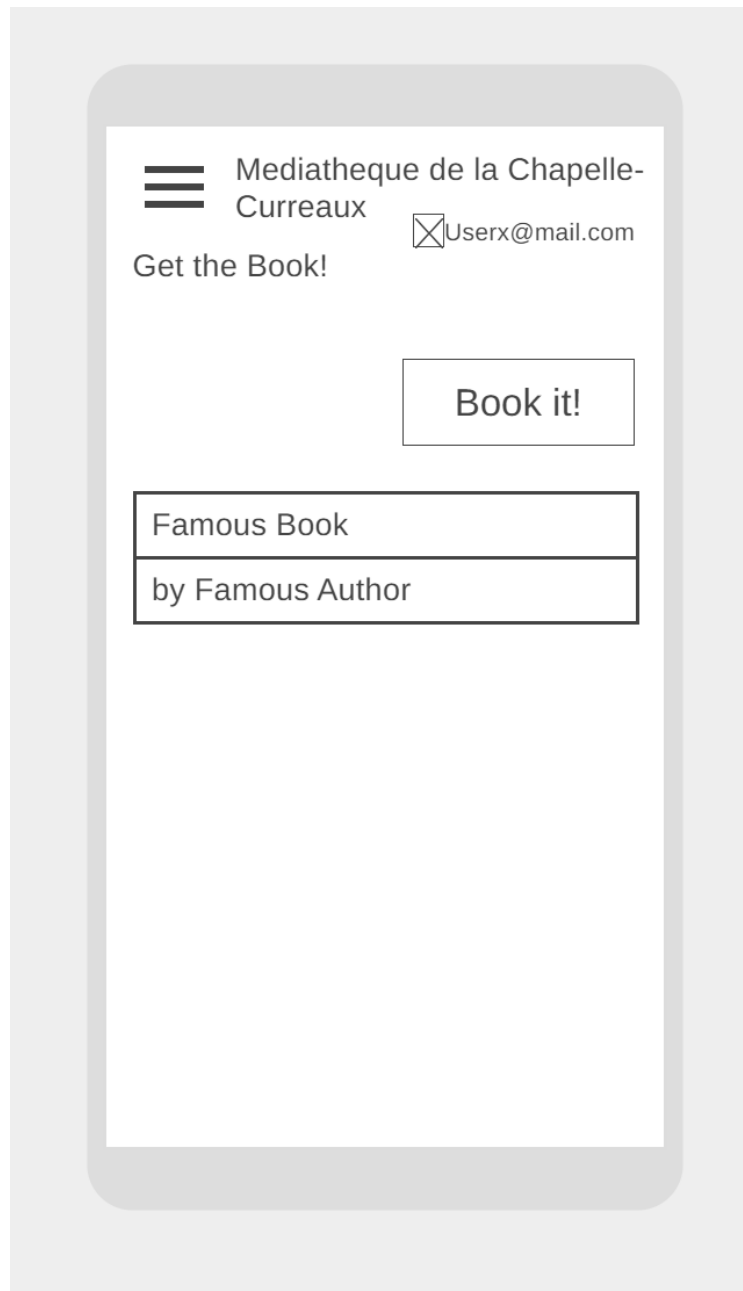 Mediatheque de la Chapelle-
Curreaux
Userx@mail.com
Get the Book!
Book it!
Famous Book
by Famous Author